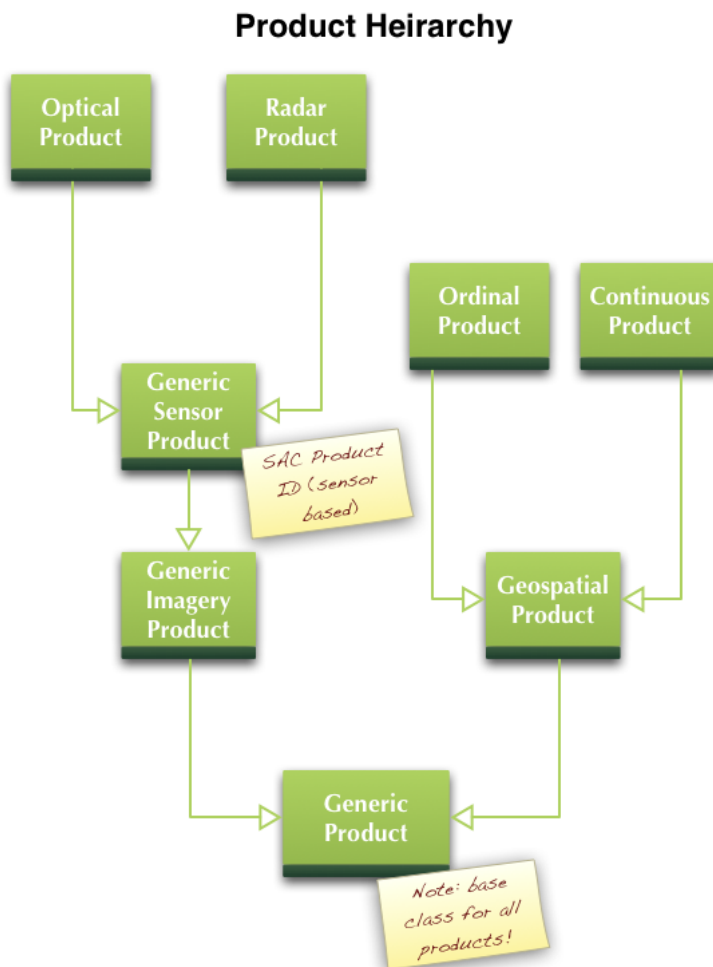 Product Heirarchy
Optical
Product
Radar
Product
Ordinal
Product
Continuous
Product
Generic
Sensor
Product
SAC Product
ID (sensor
based)
Generic
Imagery
Product
Geospatial
Product
Generic
Product
Note: base
class for all
products!